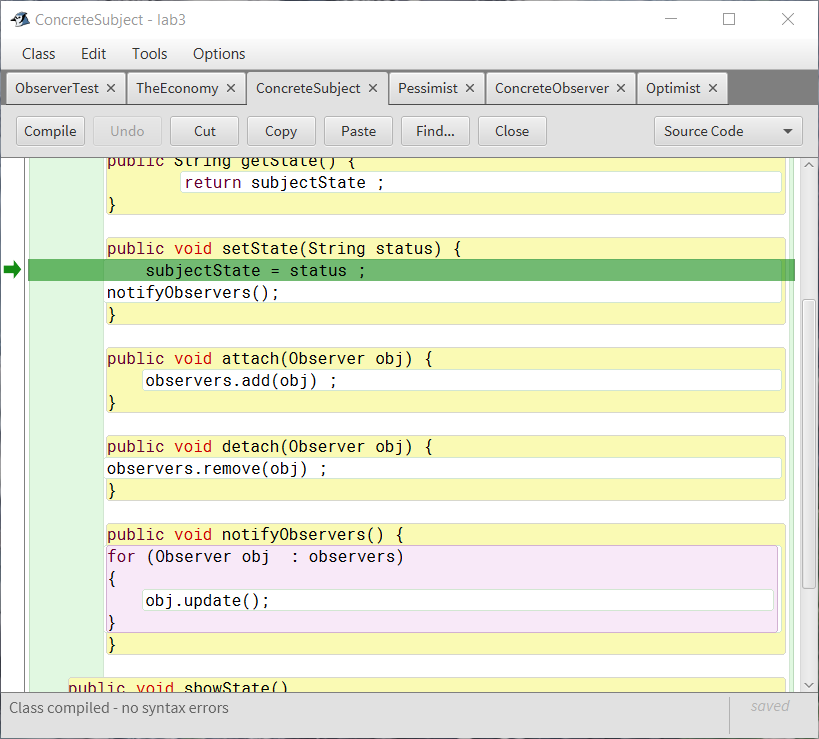 ConcreteSubject - lab3
Class Edit Tools Options
ObserverTest TheEconomy ConcreteSubject Pessimist ConcreteObserver Optimist
Compile Undo Cut Copy Paste Find... Close Source Code
public String getState() {
return subjectState ;
}
public void setState(String status) {
subjectState = status ;
notifyObservers();
}
public void attach(Observer obj) {
observers.add(obj) ;
}
public void detach(Observer obj) {
observers.remove(obj) ;
}
public void notifyObservers() {
for (Observer obj  : observers)
{
obj.update();
}
}
public void showState()
Class compiled - no syntax errors
saved